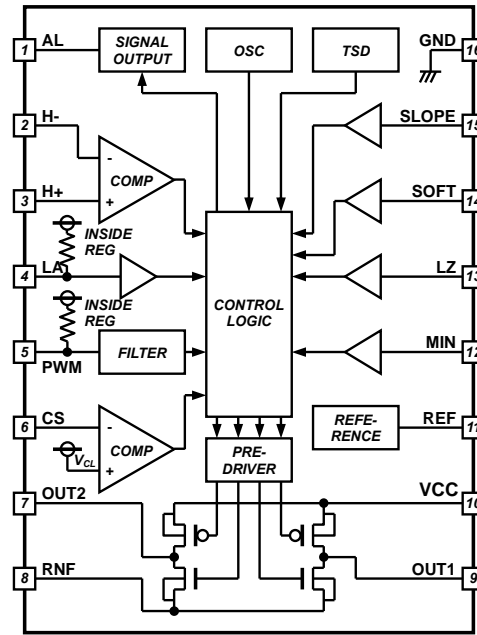 1
AL
SIGNAL
OUTPUT
OSC
TSD
GND
16
2
H-
SLOPE
15
-
COMP
+
3
H+
SOFT
14
INSIDE
REG
4
LA
LZ
13
CONTROL
LOGIC
INSIDE
REG
5
PWM
FILTER
MIN
12
6
CS
-
COMP
VCL
+
REFE-
RENCE
REF
11
PRE-
DRIVER
7
OUT2
VCC
10
8
RNF
OUT1
9